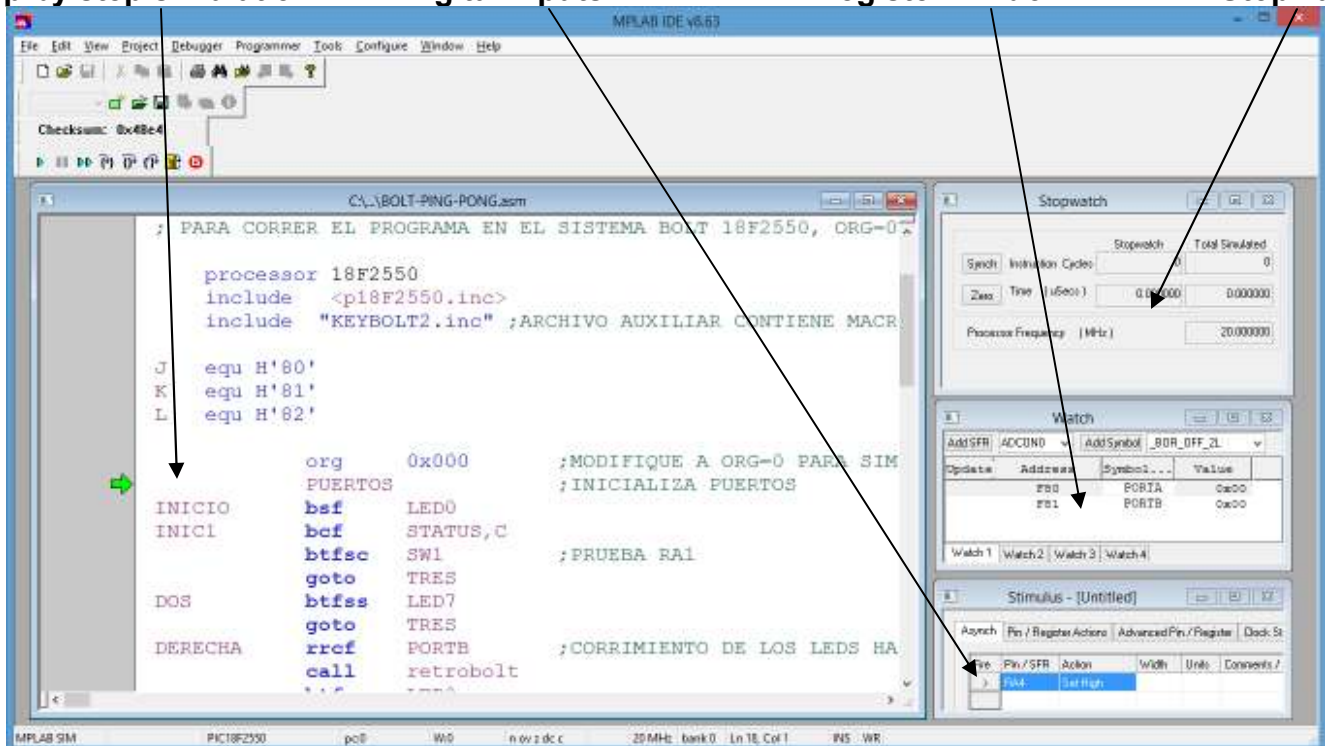 MPLAB IDE v8.63
File Edit View Project Debugger Programmer Tools Configure Window Help
Checksum: 0x48e4
C:\...\BOLT-PING-PONG.asm
; PARA CORRER EL PROGRAMA EN EL SISTEMA BOLT 18F2550, ORG=0
processor 18F2550
include <p18F2550.inc>
include "KEYBOLT2.inc" ;ARCHIVO AUXILIAR CONTIENE MACR
J equ H'80'
K equ H'81'
L equ H'82'
org 0x000 ;MODIFIQUE A ORG=0 PARA SIM
PUERTOS ;INICIALIZA PUERTOS
INICIO bsf LED0
INIC1 bcf STATUS,C
btfsc SW1 ;PRUEBA RA1
goto TRES
DOS btfss LED7
goto TRES
DERECHA rrcf PORTB ;CORRIMIENTO DE LOS LEDS HA
call retrobolt
Stopwatch
Stopwatch Total Simulated
Synch Instruction Cycles 0 0
Zero Time (uSecs) 0.000000 0.000000
Processor Frequency (MHz) 20.000000
Watch
Add SFR ADCON0 Add Symbol _BOR_OFF_2L
Update Address Symbol... Value
F80 PORTA 0x00
F81 PORTB 0x00
Watch 1 Watch 2 Watch 3 Watch 4
Stimulus - [Untitled]
Asynch Pin / Register Actions Advanced Pin / Register Clock St
Fire Pin / SFR Action Width Units Comments /
> RA4 Set High
MPLAB SIM PIC18F2550 pc:0 W:0 n ov z dc c 20 MHz bank 0 Ln 18, Col 1 INS WR